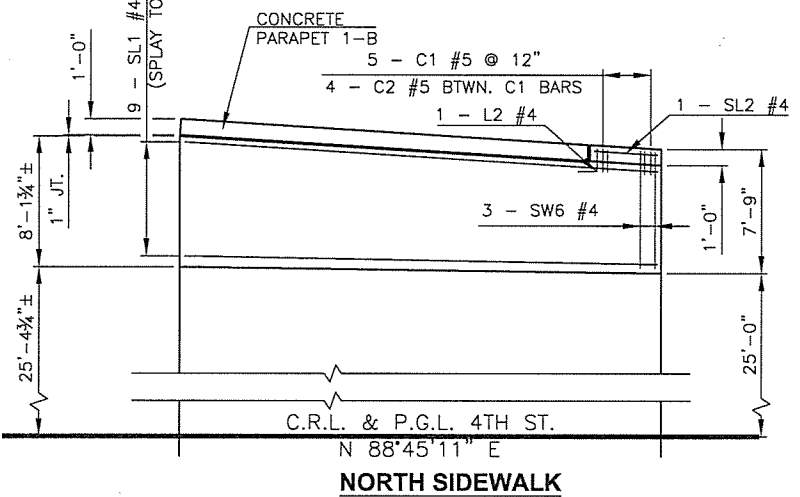 9 - SL1 #4
(SPLAY TO
CONCRETE
PARAPET 1-B
5 - C1 #5 @ 12"
4 - C2 #5 BTWN. C1 BARS
1 - L2 #4
1 - SL2 #4
1'-0"
1" JT.
8'-1¾"±
3 - SW6 #4
1'-0"
7'-9"
25'-4¾"±
25'-0"
C.R.L. & P.G.L. 4TH ST.
N 88°45'11" E
NORTH SIDEWALK